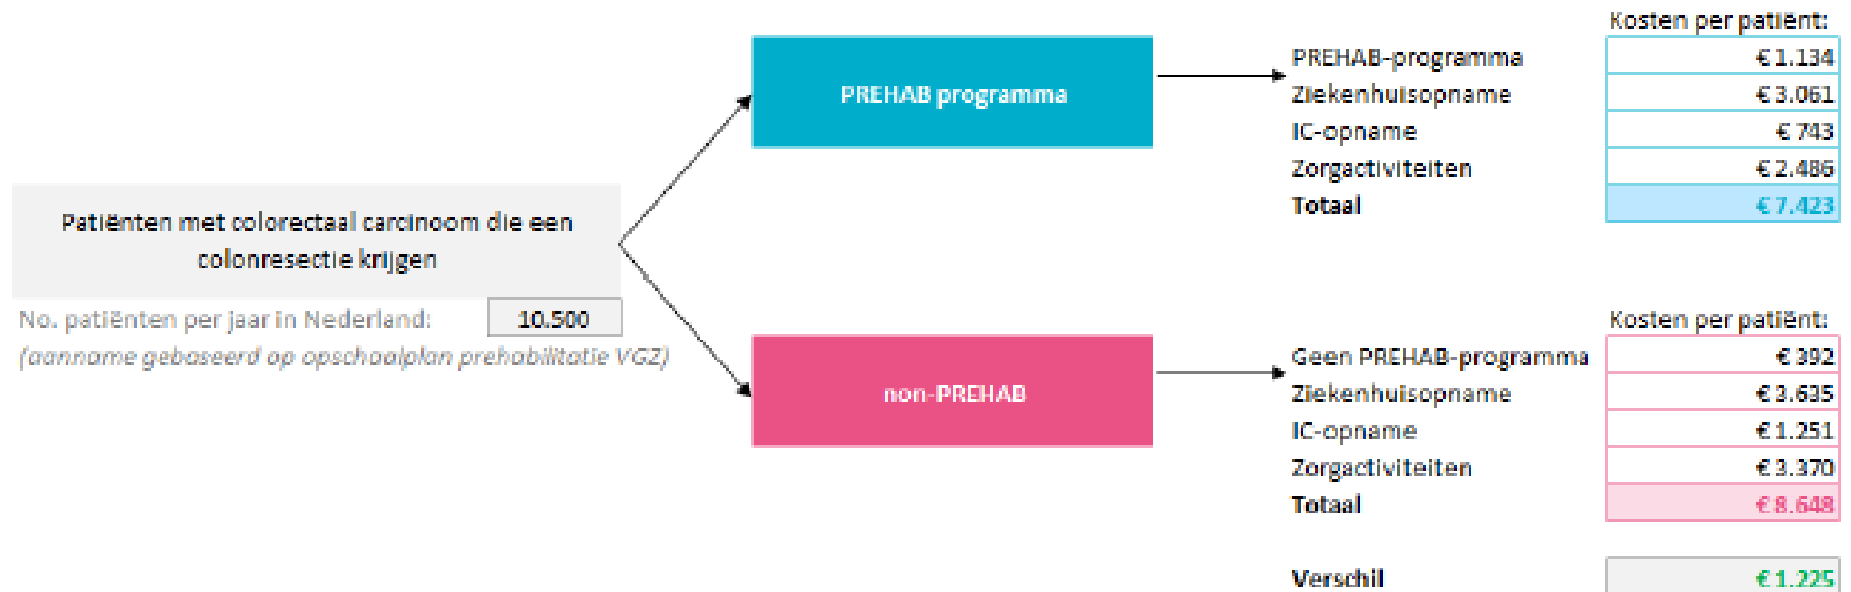 Kosten per patiënt:
PREHAB-programma € 1.134
PREHAB programma
Ziekenhuisopname € 3.061
IC-opname € 743
Zorgactiviteiten € 2.486
Totaal € 7.423
Patiënten met colorectaal carcinoom die een
colonresectie krijgen
No. patiënten per jaar in Nederland: 10.500
(aanname gebaseerd op opschaalplan prehabilitatie VGZ)
Kosten per patiënt:
Geen PREHAB-programma € 392
non-PREHAB
Ziekenhuisopname € 3.635
IC-opname € 1.251
Zorgactiviteiten € 3.370
Totaal € 8.648
Verschil € 1.225